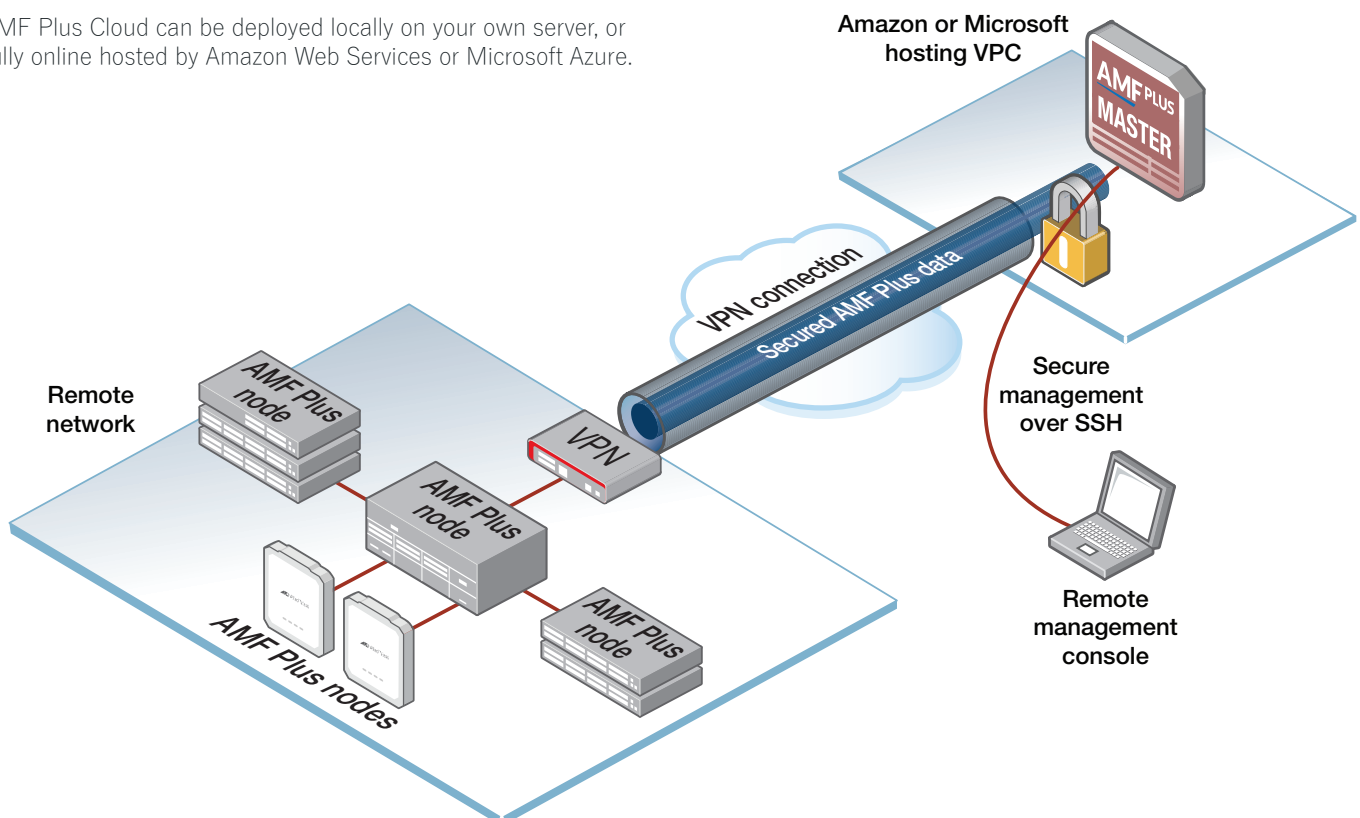 MF Plus Cloud can be deployed locally on your own server, or
ully online hosted by Amazon Web Services or Microsoft Azure.
Amazon or Microsoft
hosting VPC
AMF PLUS
MASTER
VPN connection
Secured AMF Plus data
Remote
network
AMF Plus
node
VPN
AMF Plus
node
AMF Plus
node
AMF Plus nodes
Secure
management
over SSH
Remote
management
console